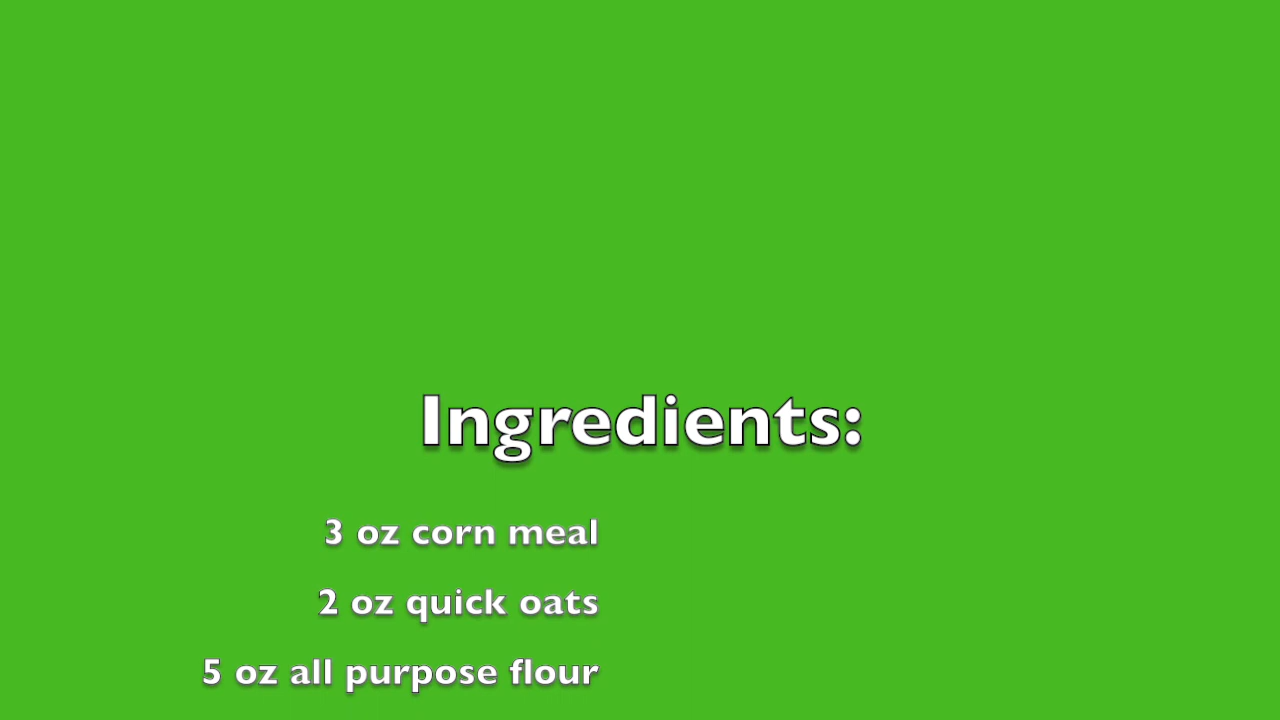 Ingredients:
3 oz corn meal
2 oz quick oats
5 oz all purpose flour